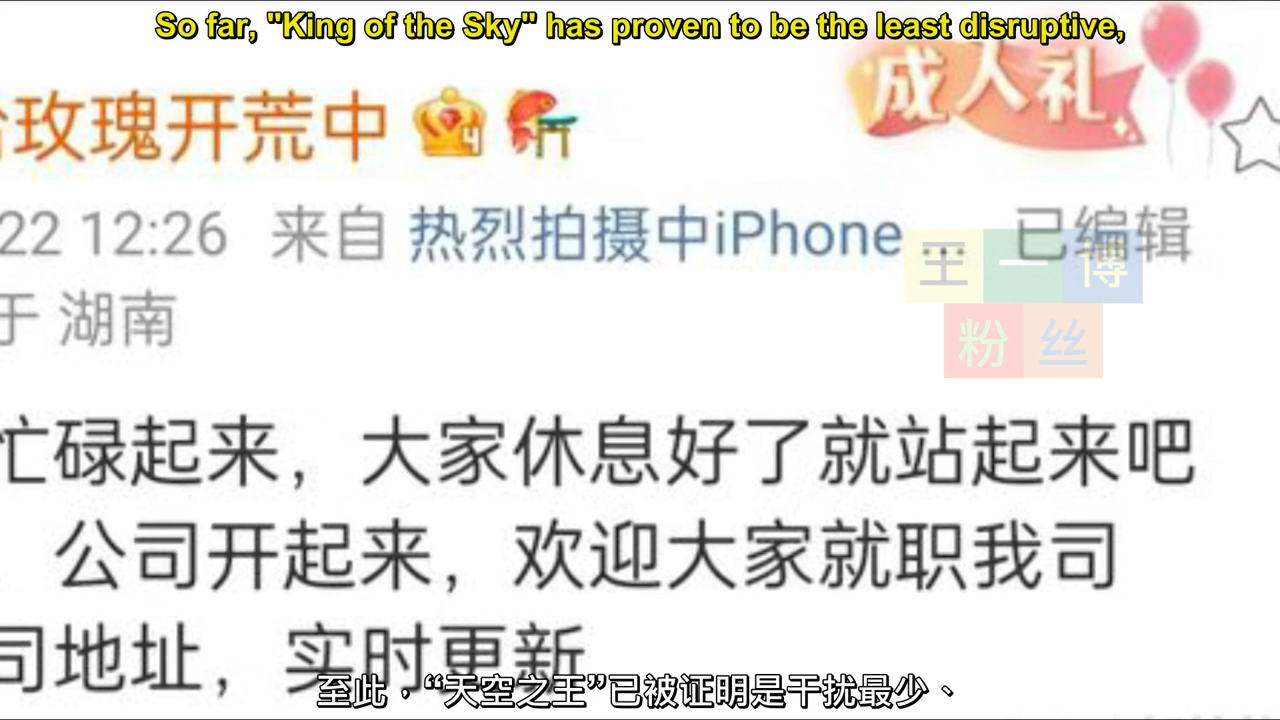 So far, "King of the Sky" has proven to be the least disruptive,
成人礼
玫瑰开荒中
22 12:26 来自 热烈拍摄中iPhone... 已编辑
王一博
于 湖南
粉丝
忙碌起来，大家休息好了就站起来吧
公司开起来，欢迎大家就职我司
司地址，实时更新
至此，“天空之王”已被证明是干扰最少、